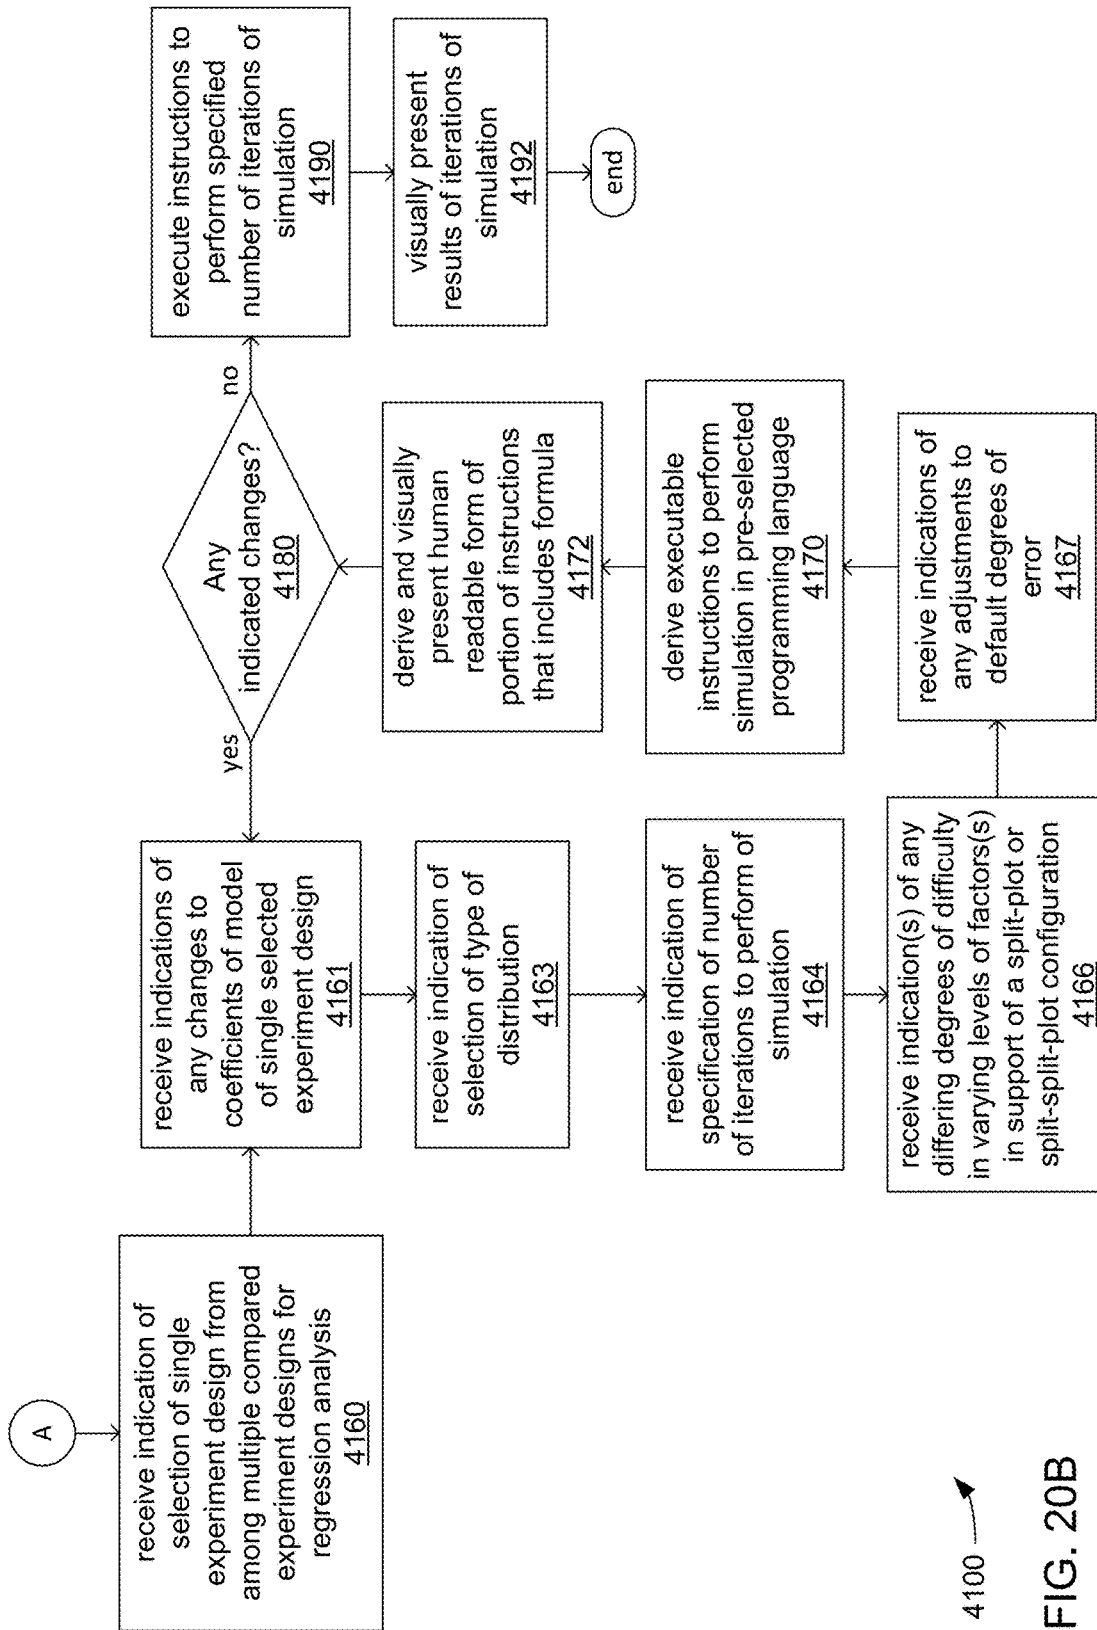 A
receive indication of
selection of single
experiment design from
among multiple compared
experiment designs for
regression analysis
4160
receive indications of
any changes to
coefficients of model
of single selected
experiment design
4161
receive indication of
selection of type of
distribution
4163
receive indication of
specification of number
of iterations to perform of
simulation
4164
receive indication(s) of any
differing degrees of difficulty
in varying levels of factors(s)
in support of a split-plot or
split-split-plot configuration
4166
receive indications of
any adjustments to
default degrees of
error
4167
derive executable
instructions to perform
simulation in pre-selected
programming language
4170
derive and visually
present human
readable form of
portion of instructions
that includes formula
4172
Any
indicated changes?
4180
yes
no
execute instructions to
perform specified
number of iterations of
simulation
4190
visually present
results of iterations of
simulation
4192
end
4100
FIG. 20B